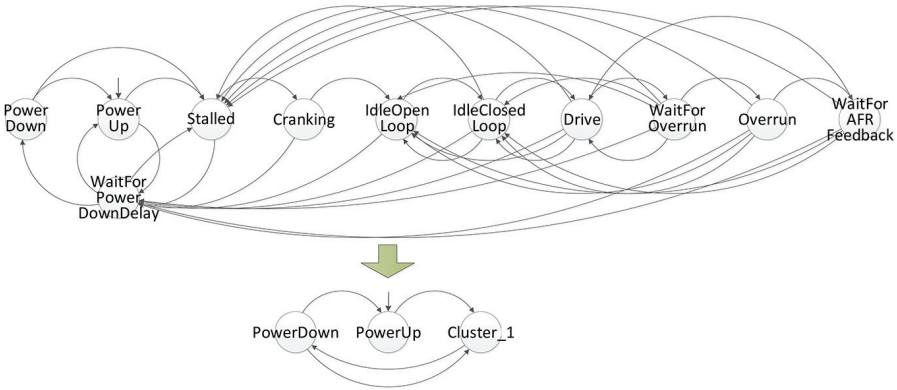 Power
Down
Power
Up
Stalled
Cranking
IdleOpen
Loop
IdleClosed
Loop
Drive
WaitFor
Overrun
Overrun
WaitFor
AFR
Feedback
WaitFor
Power
DownDelay
PowerDown
PowerUp
Cluster_1